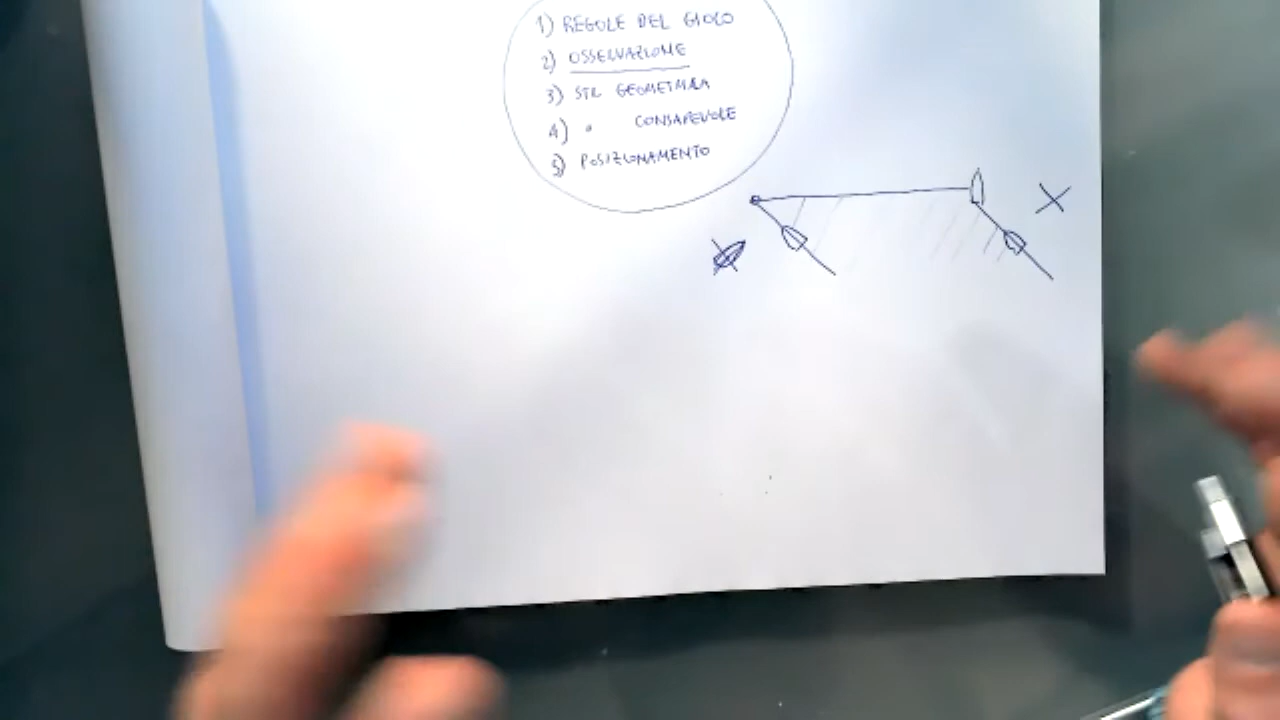 1) REGOLE DEL GIOCO
2) OSSERVAZIONE
3) STR GEOMETRICA
4) " CONSAPEVOLE
5) POSIZIONAMENTO